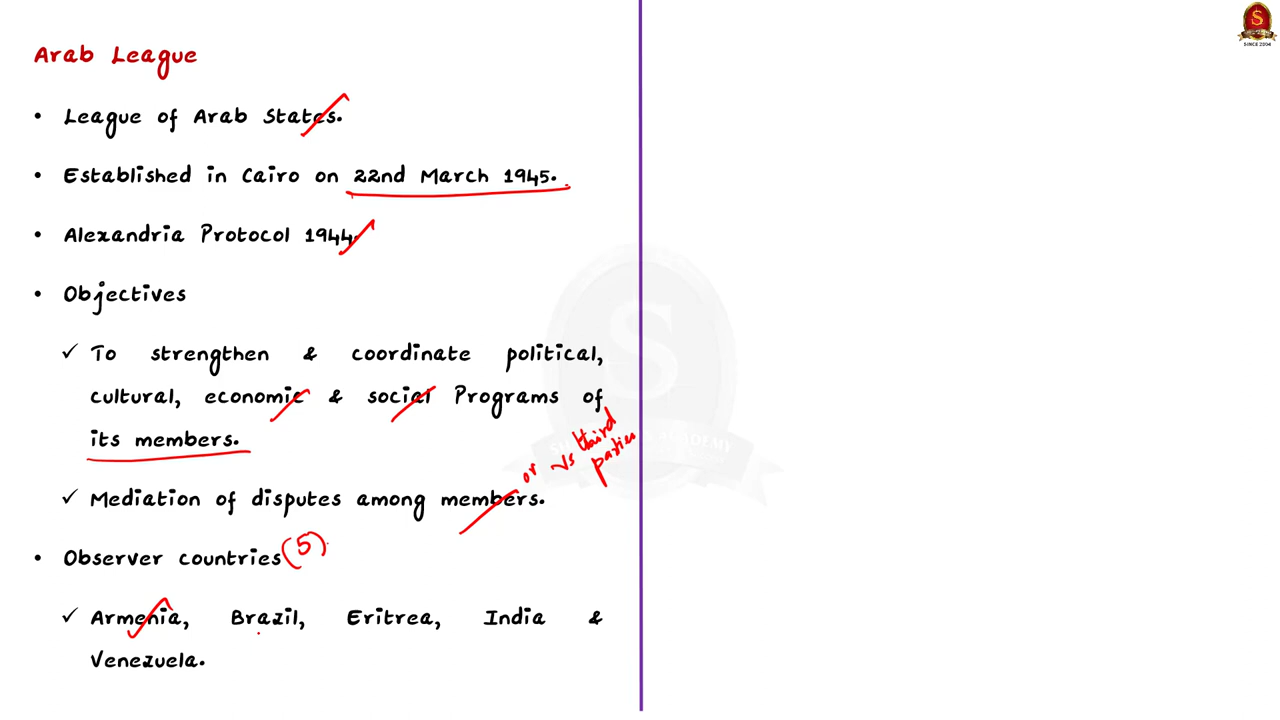 Arab League
• League of Arab States.
• Established in Cairo on 22nd March 1945.
• Alexandria Protocol 1944.
• Objectives
✓ To strengthen & coordinate political,
cultural, economic & social Programs of
its members.
or vs third
parties
✓ Mediation of disputes among members.
• Observer countries (5)
✓ Armenia, Brazil, Eritrea, India &
Venezuela.
S
SINCE 2004